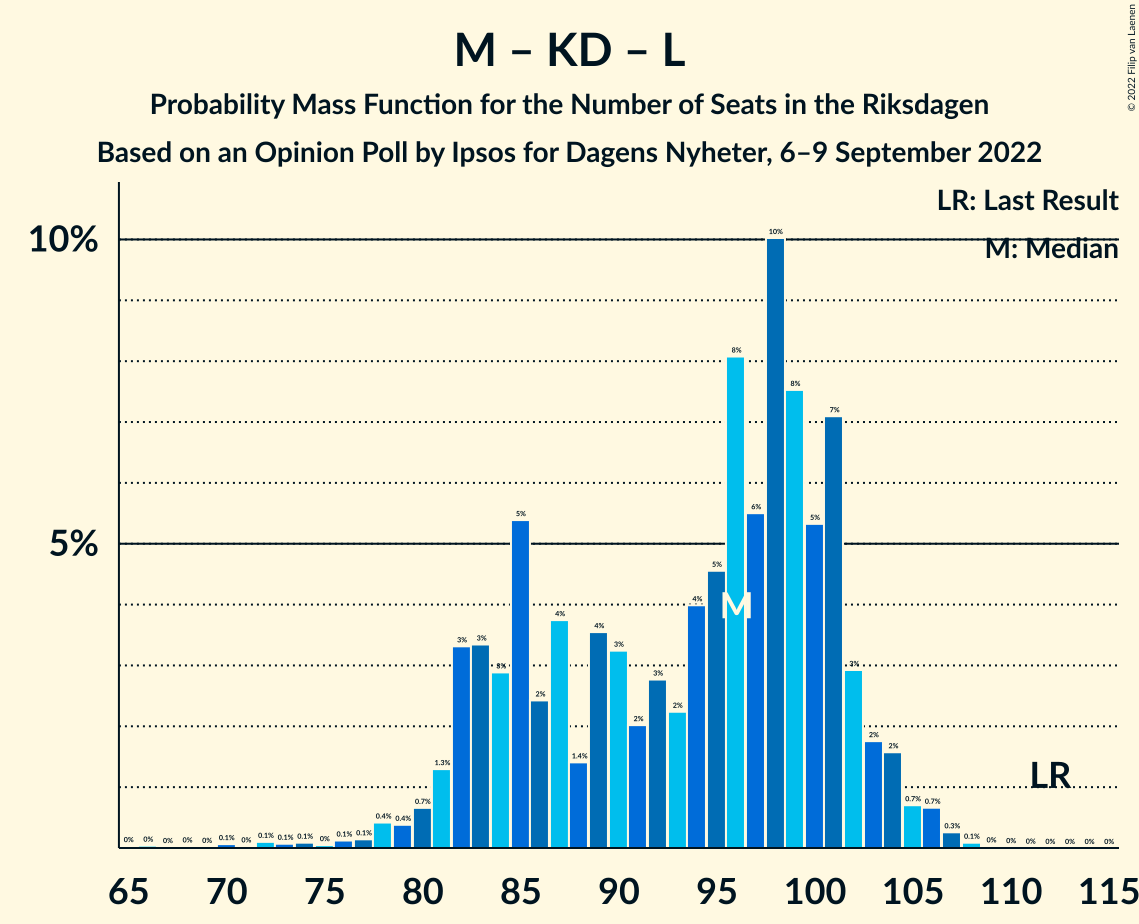 M – KD – L
Probability Mass Function for the Number of Seats in the Riksdagen
Based on an Opinion Poll by Ipsos for Dagens Nyheter, 6–9 September 2022
© 2022 Filip van Laenen
LR: Last Result
M: Median
10%
5%
0% 0% 0% 0% 0% 0.1% 0% 0.1% 0.1% 0.1% 0% 0.1% 0.1% 0.4% 0.4% 0.7% 1.3% 3% 3% 3% 5% 2% 4% 1.4% 4% 3% 2% 3% 2% 4% 5% 8% 6% 10% 8% 5% 7% 3% 2% 2% 0.7% 0.7% 0.3% 0.1% 0% 0% 0% 0% 0% 0% 0%
M
LR
65 70 75 80 85 90 95 100 105 110 115